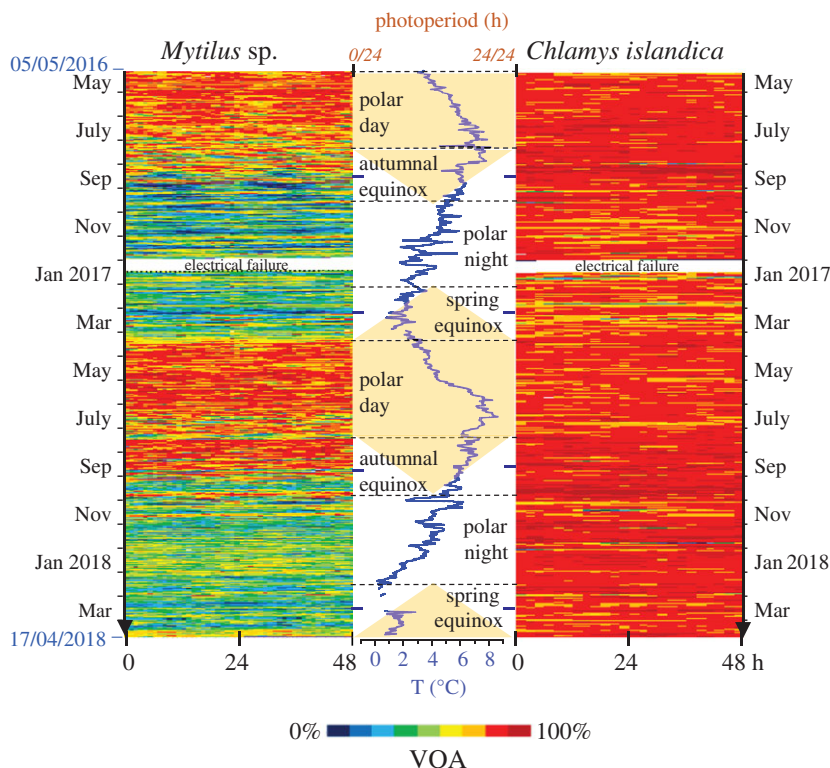 photoperiod (h)
Mytilus sp.
0/24
24/24
Chlamys islandica
05/05/2016
May
July
Sep
Nov
Jan 2017
Mar
May
July
Sep
Nov
Jan 2018
Mar
17/04/2018
electrical failure
polar
day
autumnal
equinox
polar
night
spring
equinox
polar
day
autumnal
equinox
polar
night
spring
equinox
electrical failure
May
July
Sep
Nov
Jan 2017
Mar
May
July
Sep
Nov
Jan 2018
Mar
0 24 48
0 2 4 6 8
T (°C)
0 24 48 h
0% 100%
VOA